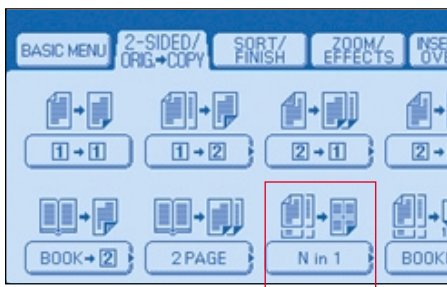 BASIC MENU
2-SIDED/
ORIG.→COPY
SORT/
FINISH
ZOOM/
EFFECTS
1→1
1→2
2→1
2→
BOOK→2
2 PAGE
N in 1